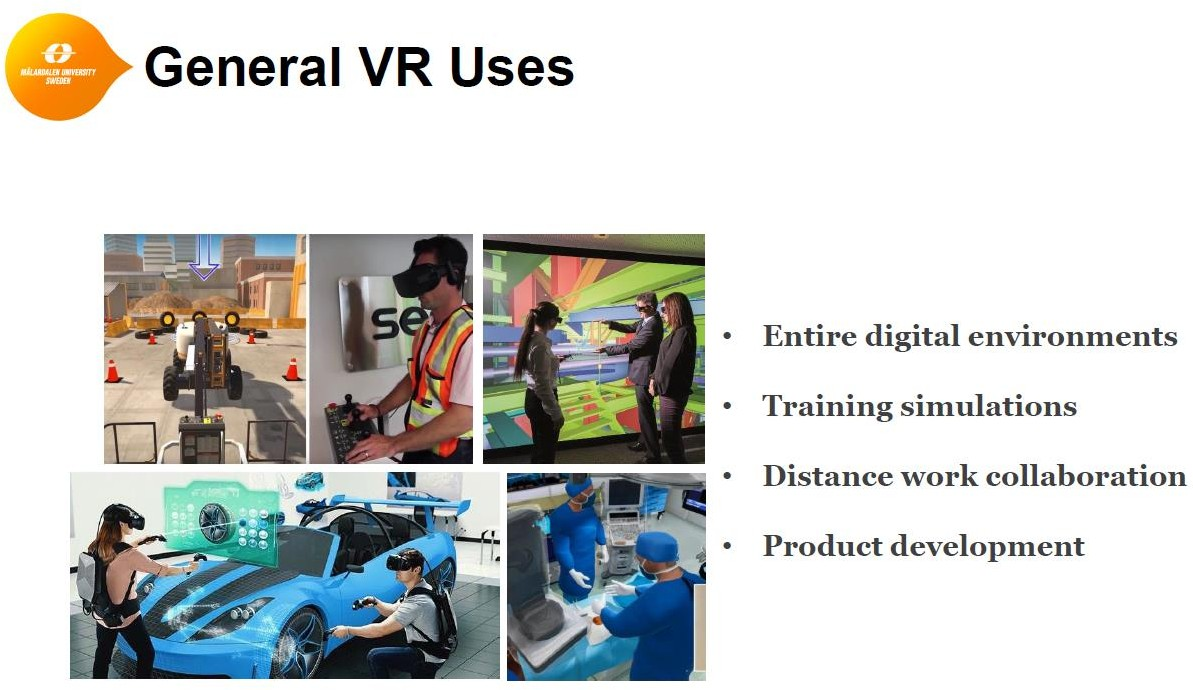 MÄLARDALEN UNIVERSITY
SWEDEN
General VR Uses
se
• Entire digital environments
• Training simulations
• Distance work collaboration
• Product development